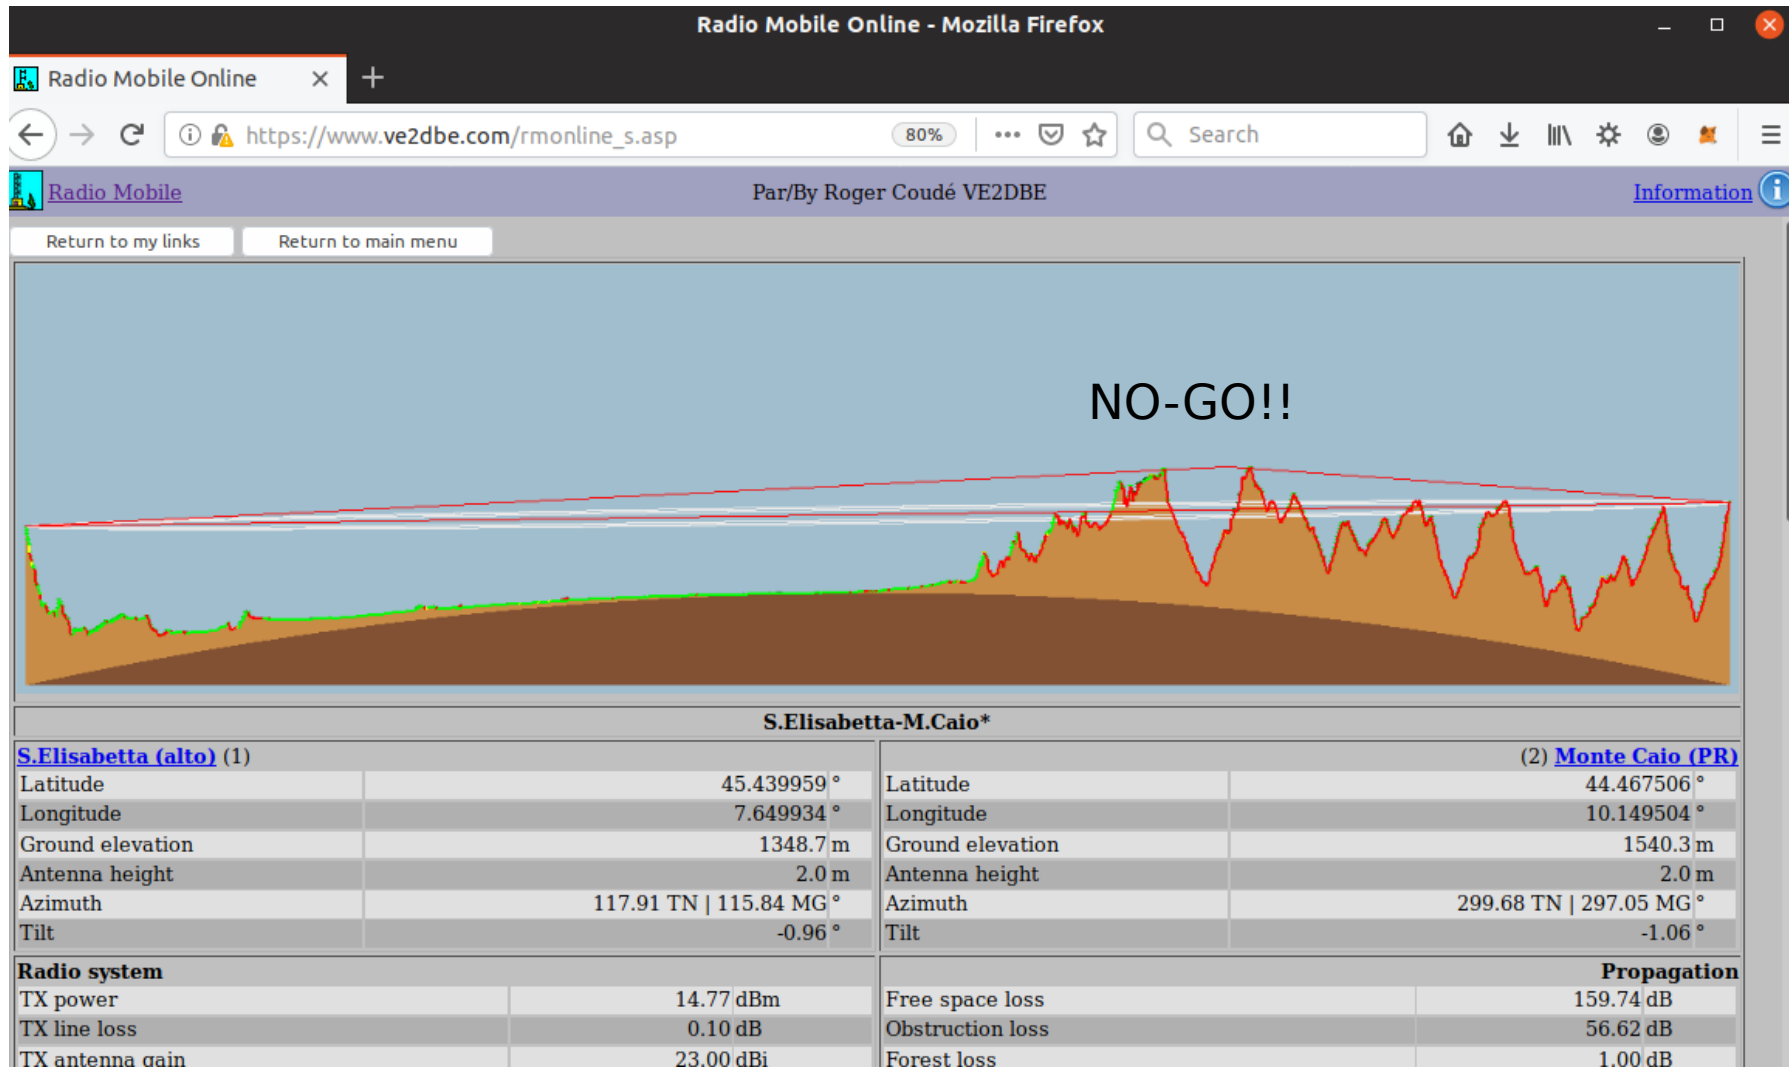 Radio Mobile Online - Mozilla Firefox
Radio Mobile Online
https://www.ve2dbe.com/rmonline_s.asp 80% Search
Radio Mobile Par/By Roger Coudé VE2DBE Information
Return to my links Return to main menu
NO-GO!!
S.Elisabetta-M.Caio*
S.Elisabetta (alto) (1) (2) Monte Caio (PR)
Latitude 45.439959 ° Latitude 44.467506 °
Longitude 7.649934 ° Longitude 10.149504 °
Ground elevation 1348.7 m Ground elevation 1540.3 m
Antenna height 2.0 m Antenna height 2.0 m
Azimuth 117.91 TN | 115.84 MG ° Azimuth 299.68 TN | 297.05 MG °
Tilt -0.96 ° Tilt -1.06 °
Radio system Propagation
TX power 14.77 dBm Free space loss 159.74 dB
TX line loss 0.10 dB Obstruction loss 56.62 dB
TX antenna gain 23.00 dBi Forest loss 1.00 dB